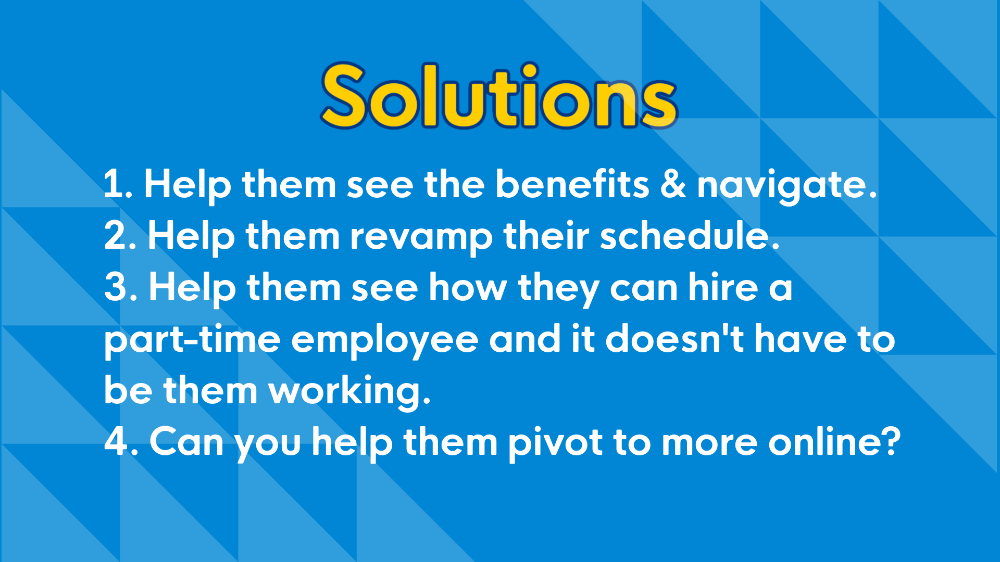 Solutions
1. Help them see the benefits & navigate.
2. Help them revamp their schedule.
3. Help them see how they can hire a
part-time employee and it doesn't have to
be them working.
4. Can you help them pivot to more online?